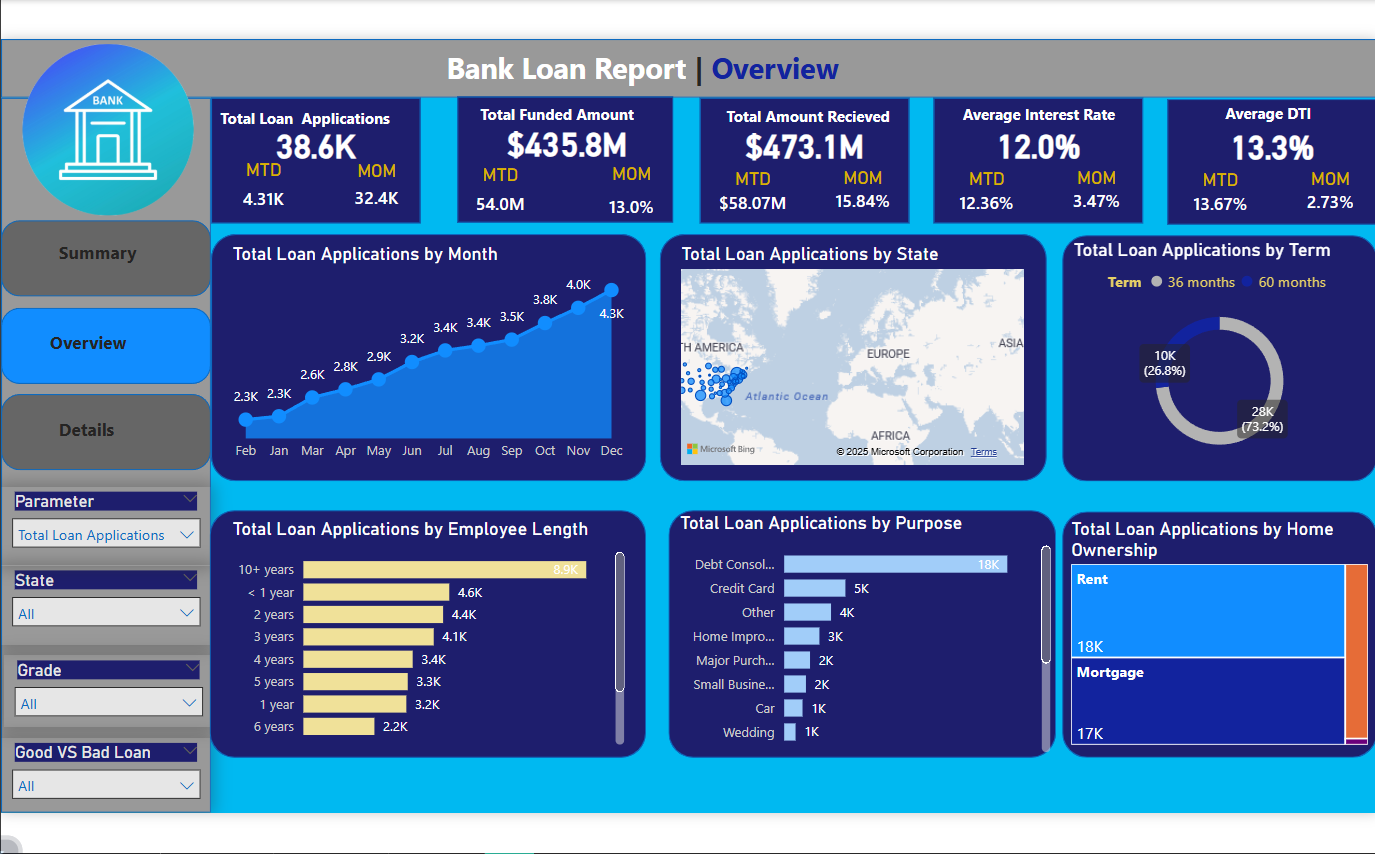 Bank Loan Report | Overview
BANK
Summary
Overview
Details
Parameter
Total Loan Applications
State
All
Grade
All
Good VS Bad Loan
All
Total Loan Applications
38.6K
MTD MOM
4.31K 32.4K
Total Funded Amount
$435.8M
MTD MOM
54.0M 13.0%
Total Amount Recieved
$473.1M
MTD MOM
$58.07M 15.84%
Average Interest Rate
12.0%
MTD MOM
12.36% 3.47%
Average DTI
13.3%
MTD MOM
13.67% 2.73%
Total Loan Applications by Month
2.3K 2.3K 2.6K 2.8K 2.9K 3.2K 3.4K 3.4K 3.5K 3.8K 4.0K 4.3K
Feb Jan Mar Apr May Jun Jul Aug Sep Oct Nov Dec
Total Loan Applications by State
TH AMERICA
EUROPE
ASIA
Atlantic Ocean
AFRICA
Microsoft Bing
© 2025 Microsoft Corporation Terms
Total Loan Applications by Term
Term 36 months 60 months
10K
(26.8%)
28K
(73.2%)
Total Loan Applications by Employee Length
10+ years 8.9K
< 1 year 4.6K
2 years 4.4K
3 years 4.1K
4 years 3.4K
5 years 3.3K
1 year 3.2K
6 years 2.2K
Total Loan Applications by Purpose
Debt Consol... 18K
Credit Card 5K
Other 4K
Home Impro... 3K
Major Purch... 2K
Small Busine... 2K
Car 1K
Wedding 1K
Total Loan Applications by Home
Ownership
Rent
18K
Mortgage
17K